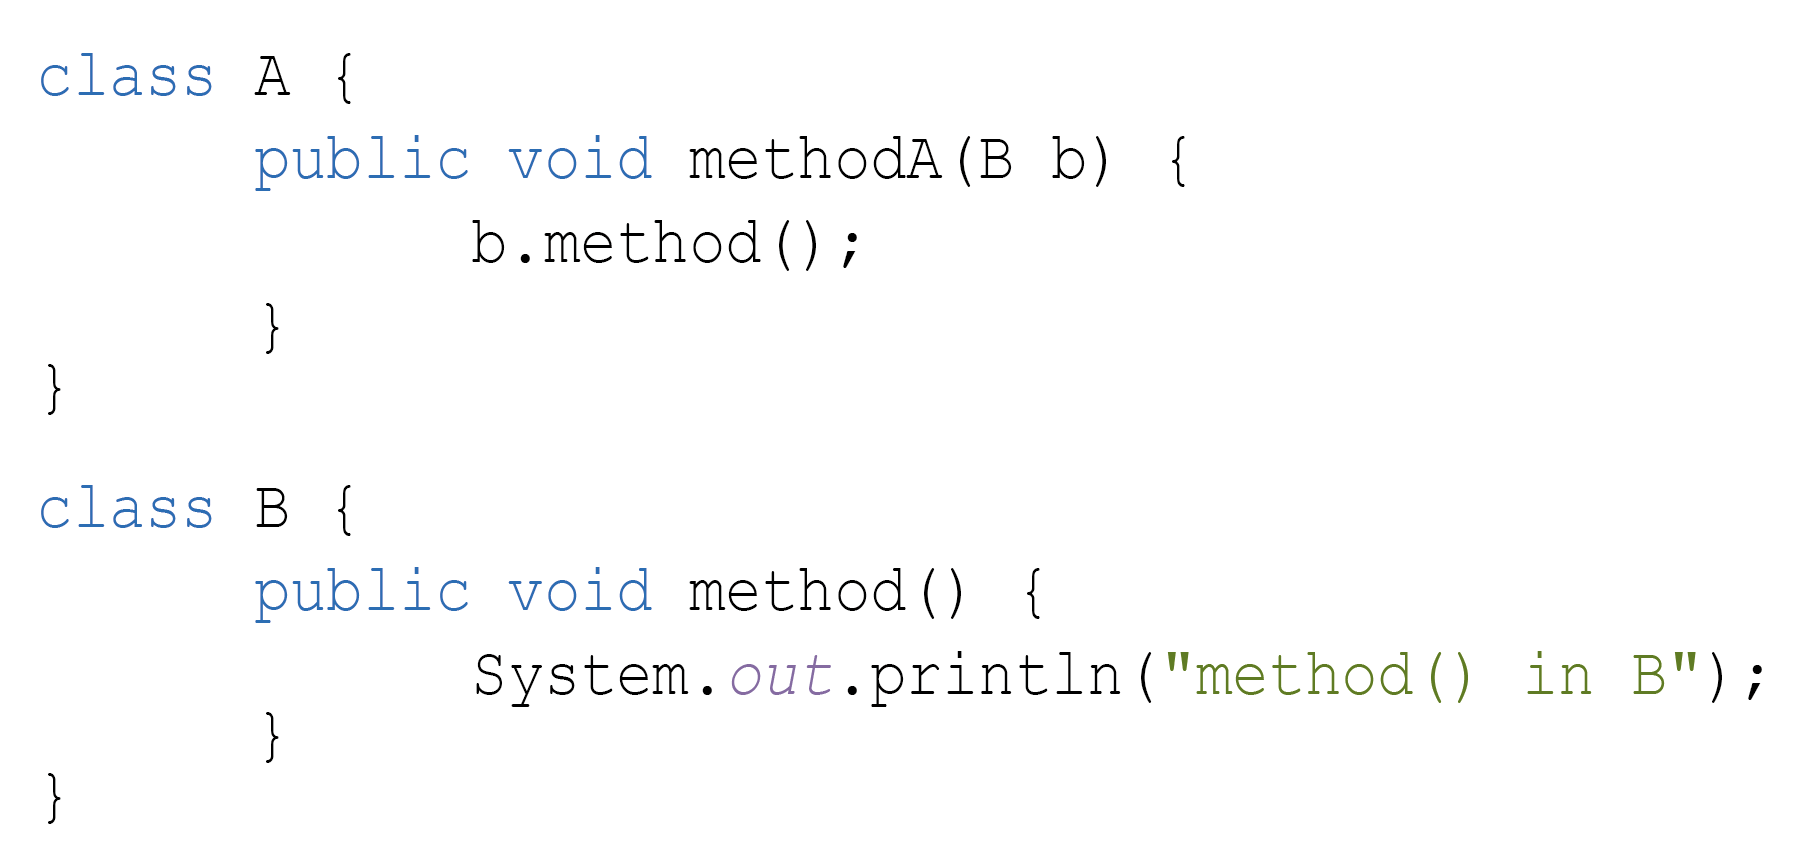 class A {
      public void methodA(B b) {
            b.method();
      }
}
class B {
      public void method() {
            System.out.println("method() in B");
      }
}